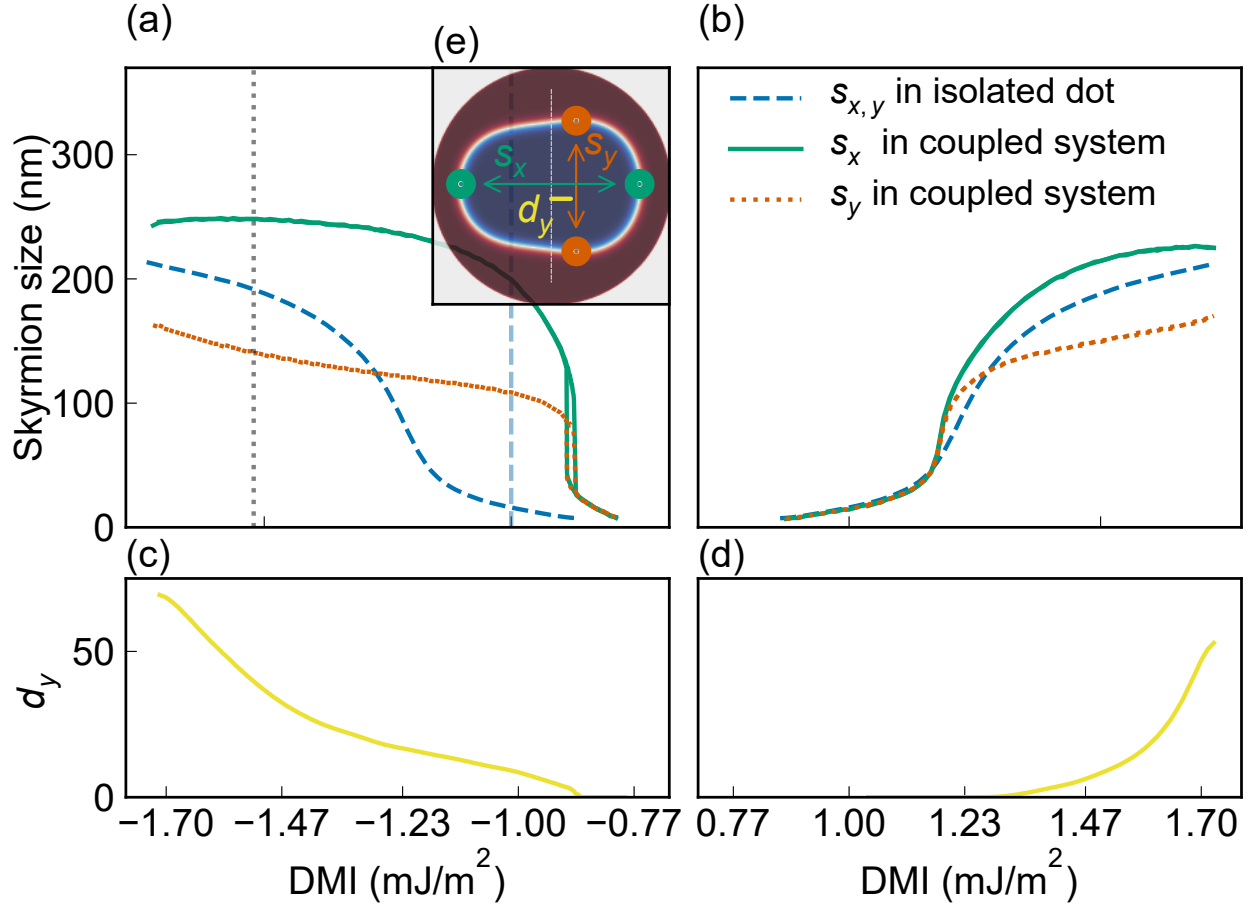 (a)
(e)
(b)
Skyrmion size (nm)
300
200
100
0
s_x
s_y
d_y
s_{x,y} in isolated dot
s_x in coupled system
s_y in coupled system
(c)
(d)
d_y
50
0
−1.70 −1.47 −1.23 −1.00 −0.77
0.77 1.00 1.23 1.47 1.70
DMI (mJ/m²)
DMI (mJ/m²)